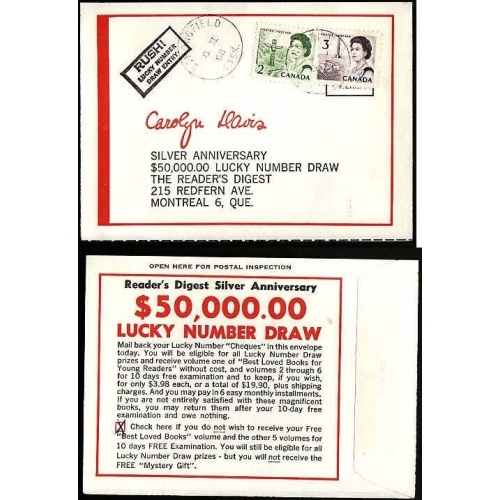 RUSH!
LUCKY NUMBER
DRAW ENTRY
2
CANADA
3
CANADA
Carolyn Davis
SILVER ANNIVERSARY
$50,000.00 LUCKY NUMBER DRAW
THE READER'S DIGEST
215 REDFERN AVE.
MONTREAL 6, QUE.
OPEN HERE FOR POSTAL INSPECTION
Reader's Digest Silver Anniversary
$50,000.00
LUCKY NUMBER DRAW
Mail back your Lucky Number "Cheques" in this envelope
today. You will be eligible for all Lucky Number Draw
prizes and receive volume one of "Best Loved Books for
Young Readers" without cost, and volumes 2 through 6
for 10 days free examination and to keep, if you wish,
for only $3.98 each, or a total of $19.90, plus shipping
charges. And you may pay in 6 easy monthly installments.
If you are not entirely satisfied with these magnificent
books, you may return them after your 10-day free
examination and owe nothing.
Check here if you do not wish to receive your Free
"Best Loved Books" volume and the other 5 volumes for
10 days FREE Examination. You will still be eligible for all
Lucky Number Draw prizes - but you will not receive the
FREE "Mystery Gift".